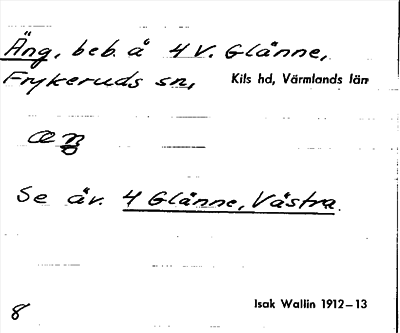 Äng, beb. å 4 V. Glänne,
Frykeruds sn, Kils hd, Värmlands län
Se äv. 4 Glänne, Västra.
8 Isak Wallin 1912–13